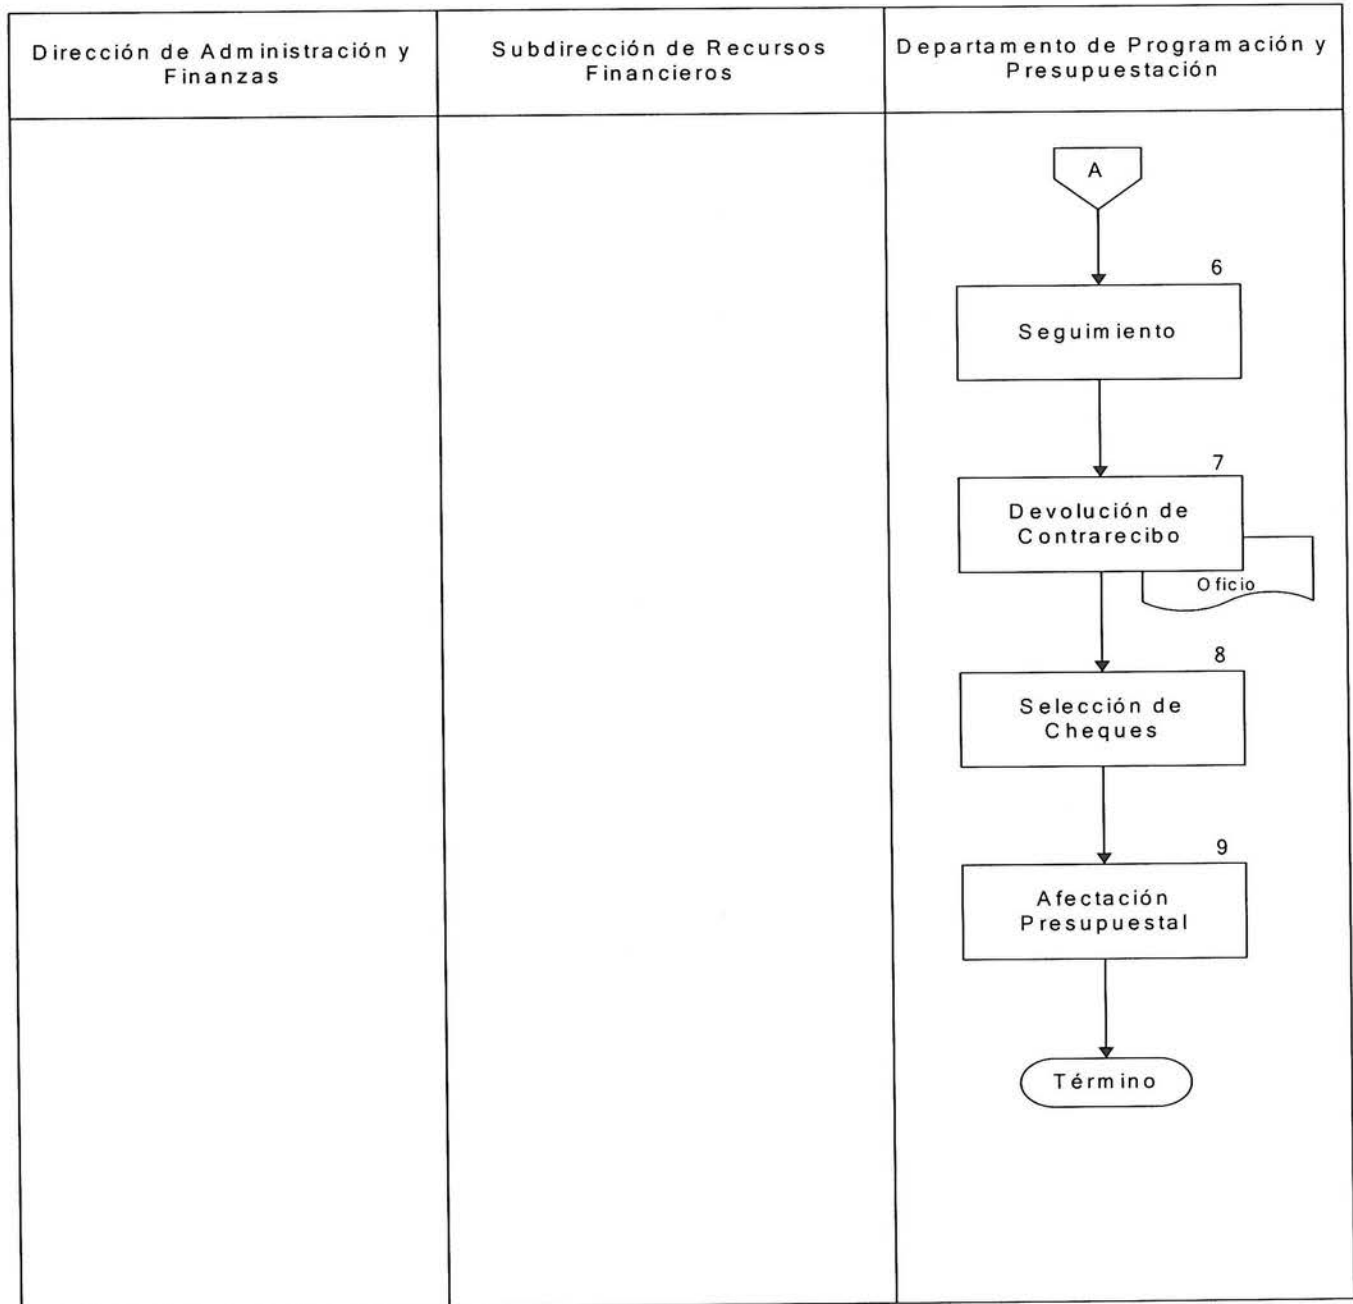 Dirección de Administración y
Finanzas
Subdirección de Recursos
Financieros
Departamento de Programación y
Presupuestación
A
6
Seguimiento
7
Devolución de
Contrarecibo
Oficio
8
Selección de
Cheques
9
Afectación
Presupuestal
Término